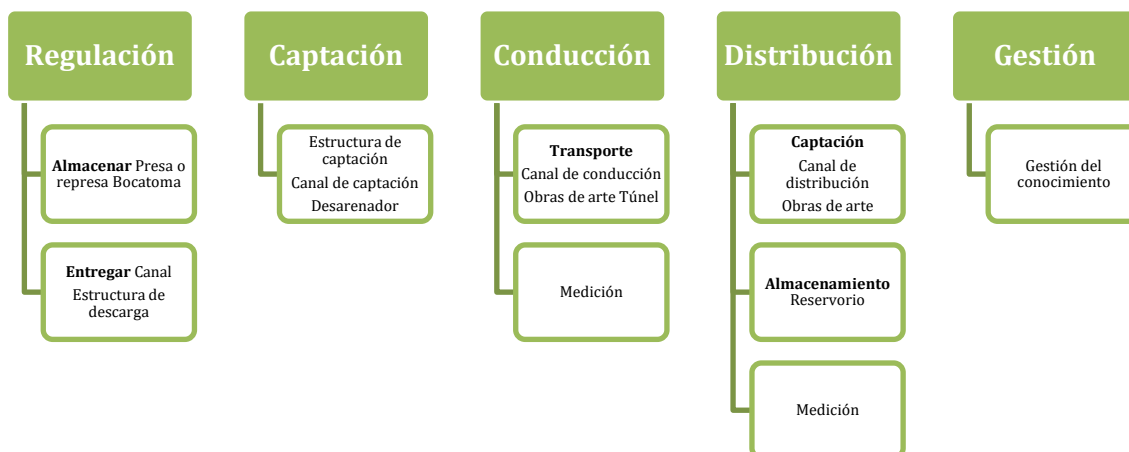 Regulación
Almacenar Presa o
represa Bocatoma
Entregar Canal
Estructura de
descarga
Captación
Estructura de
captación
Canal de captación
Desarenador
Conducción
Transporte
Canal de conducción
Obras de arte Túnel
Medición
Distribución
Captación
Canal de
distribución
Obras de arte
Almacenamiento
Reservorio
Medición
Gestión
Gestión del
conocimiento